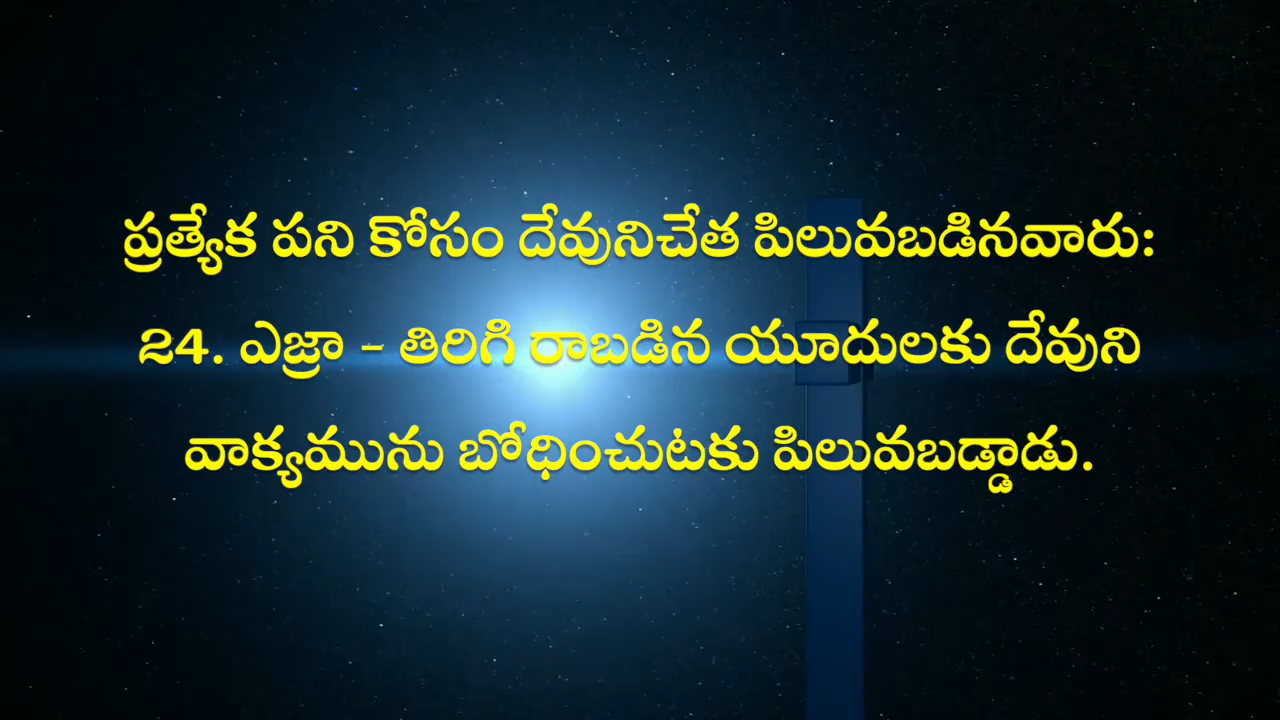 ప్రత్యేక పని కోసం దేవునిచేత పిలువబడినవారు:
24. ఎజ్రా - తిరిగి రాబడిన యూదులకు దేవుని
వాక్యమును బోధించుటకు పిలువబడ్డాడు.